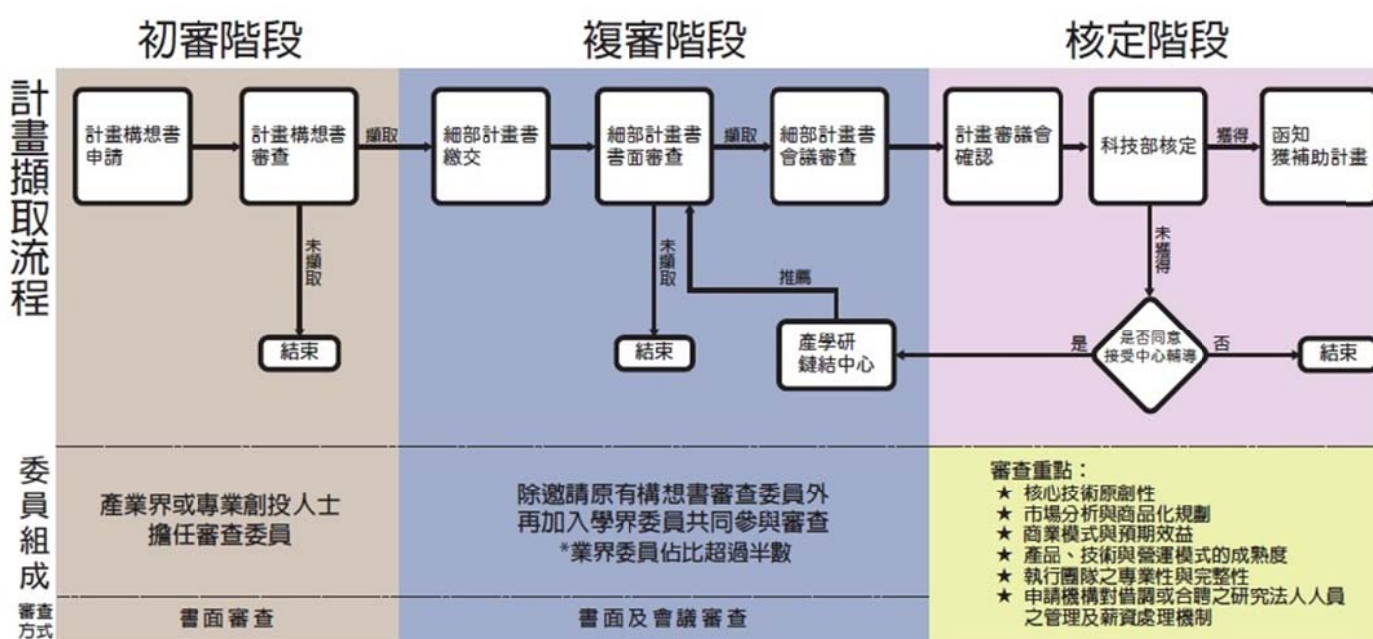 初審階段
複審階段
核定階段
計畫擷取流程
計畫構想書
申請
計畫構想書
審查
擷取
細部計畫書
繳交
細部計畫書
書面審查
擷取
細部計畫書
會議審查
計畫審議會
確認
科技部核定
獲得
函知
獲補助計畫
未擷取
未擷取
推薦
未獲得
結束
結束
產學研
鏈結中心
是
是否同意
接受中心輔導
否
結束
委員組成
產業界或專業創投人士
擔任審查委員
除邀請原有構想書審查委員外
再加入學界委員共同參與審查
*業界委員佔比超過半數
審查重點：
★ 核心技術原創性
★ 市場分析與商品化規劃
★ 商業模式與預期效益
★ 產品、技術與營運模式的成熟度
★ 執行團隊之專業性與完整性
★ 申請機構對借調或合聘之研究法人人員
之管理及薪資處理機制
審查
方式
書面審查
書面及會議審查